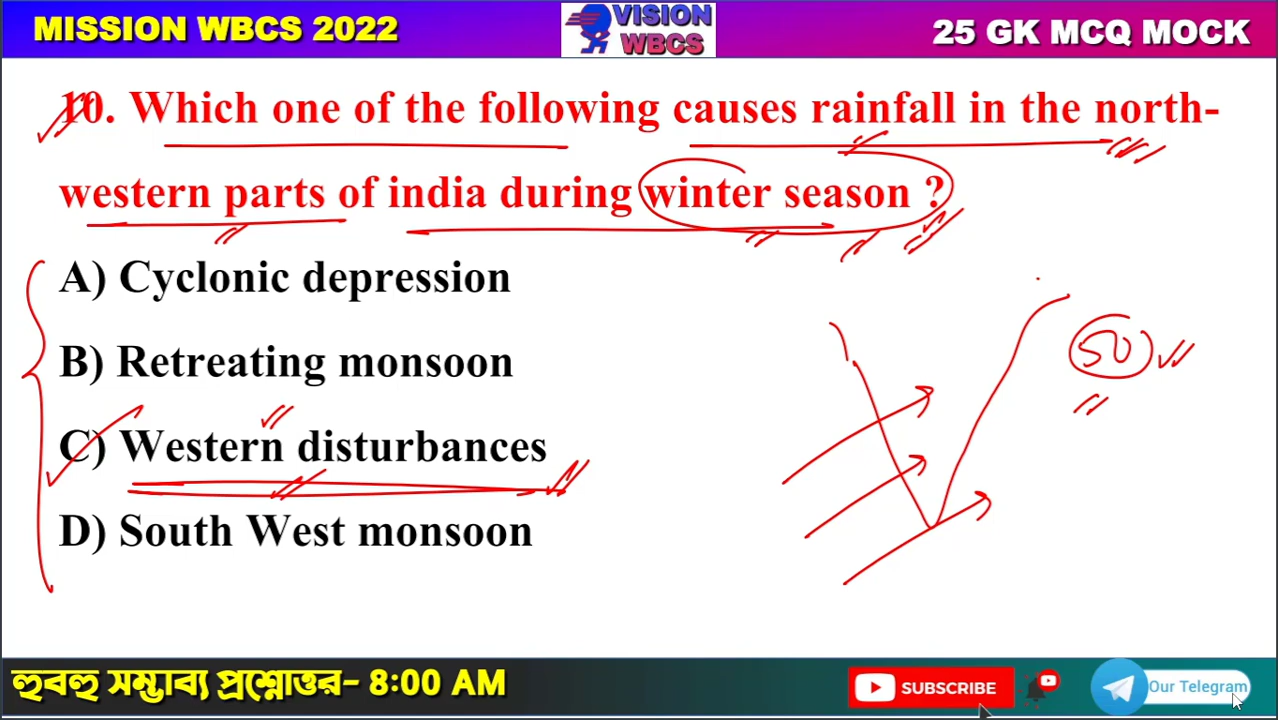 MISSION WBCS 2022
VISION
WBCS
25 GK MCQ MOCK
10. Which one of the following causes rainfall in the north-
western parts of india during winter season ?
A) Cyclonic depression
B) Retreating monsoon
C) Western disturbances
D) South West monsoon
50
হুবহু সম্ভাব্য প্রশ্নোত্তর- 8:00 AM
SUBSCRIBE
Our Telegram